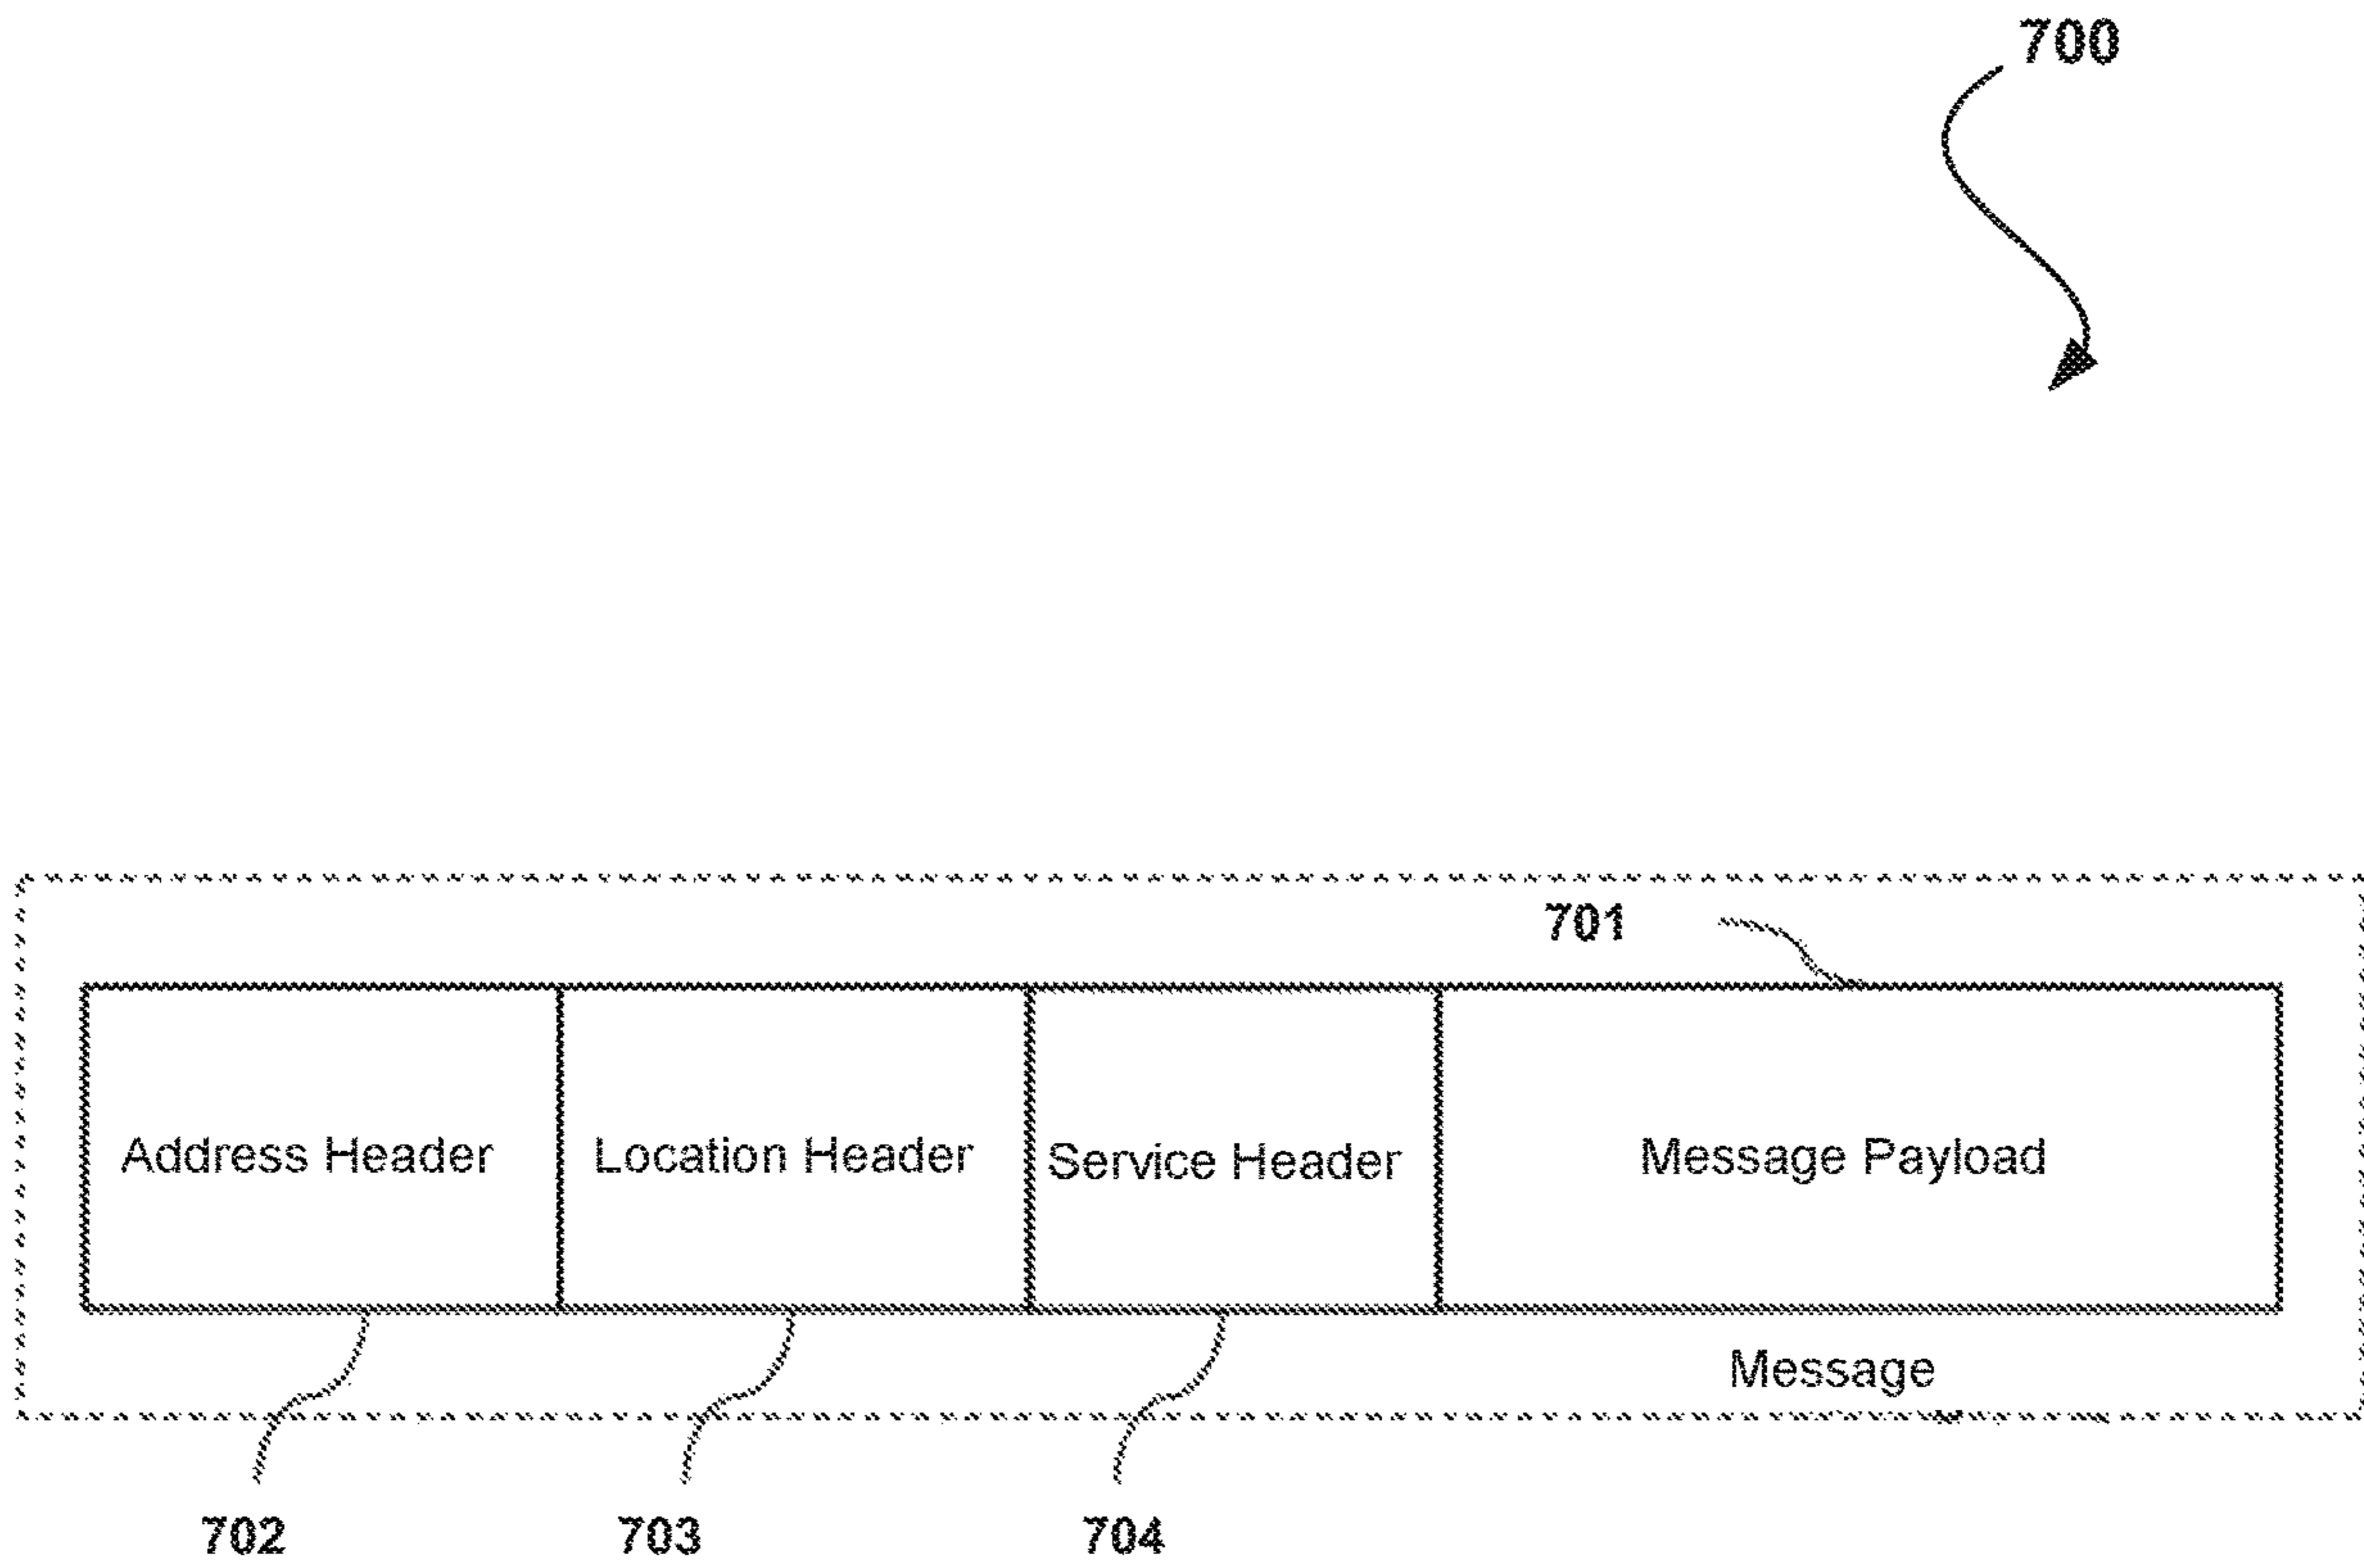 700
701
Address Header
Location Header
Service Header
Message Payload
Message
702
703
704